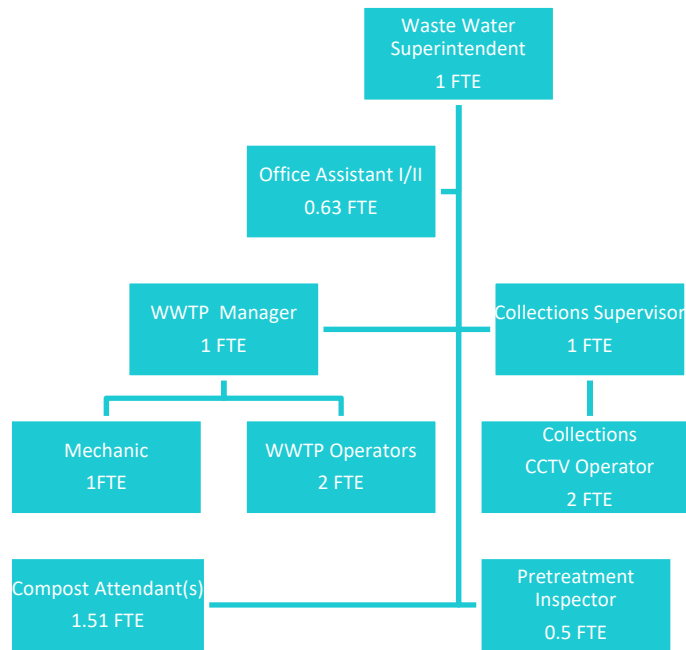 Waste Water
Superintendent
1 FTE
Office Assistant I/II
0.63 FTE
WWTP  Manager
1 FTE
Collections Supervisor
1 FTE
Mechanic
1FTE
WWTP Operators
2 FTE
Collections
CCTV Operator
2 FTE
Compost Attendant(s)
1.51 FTE
Pretreatment
Inspector
0.5 FTE